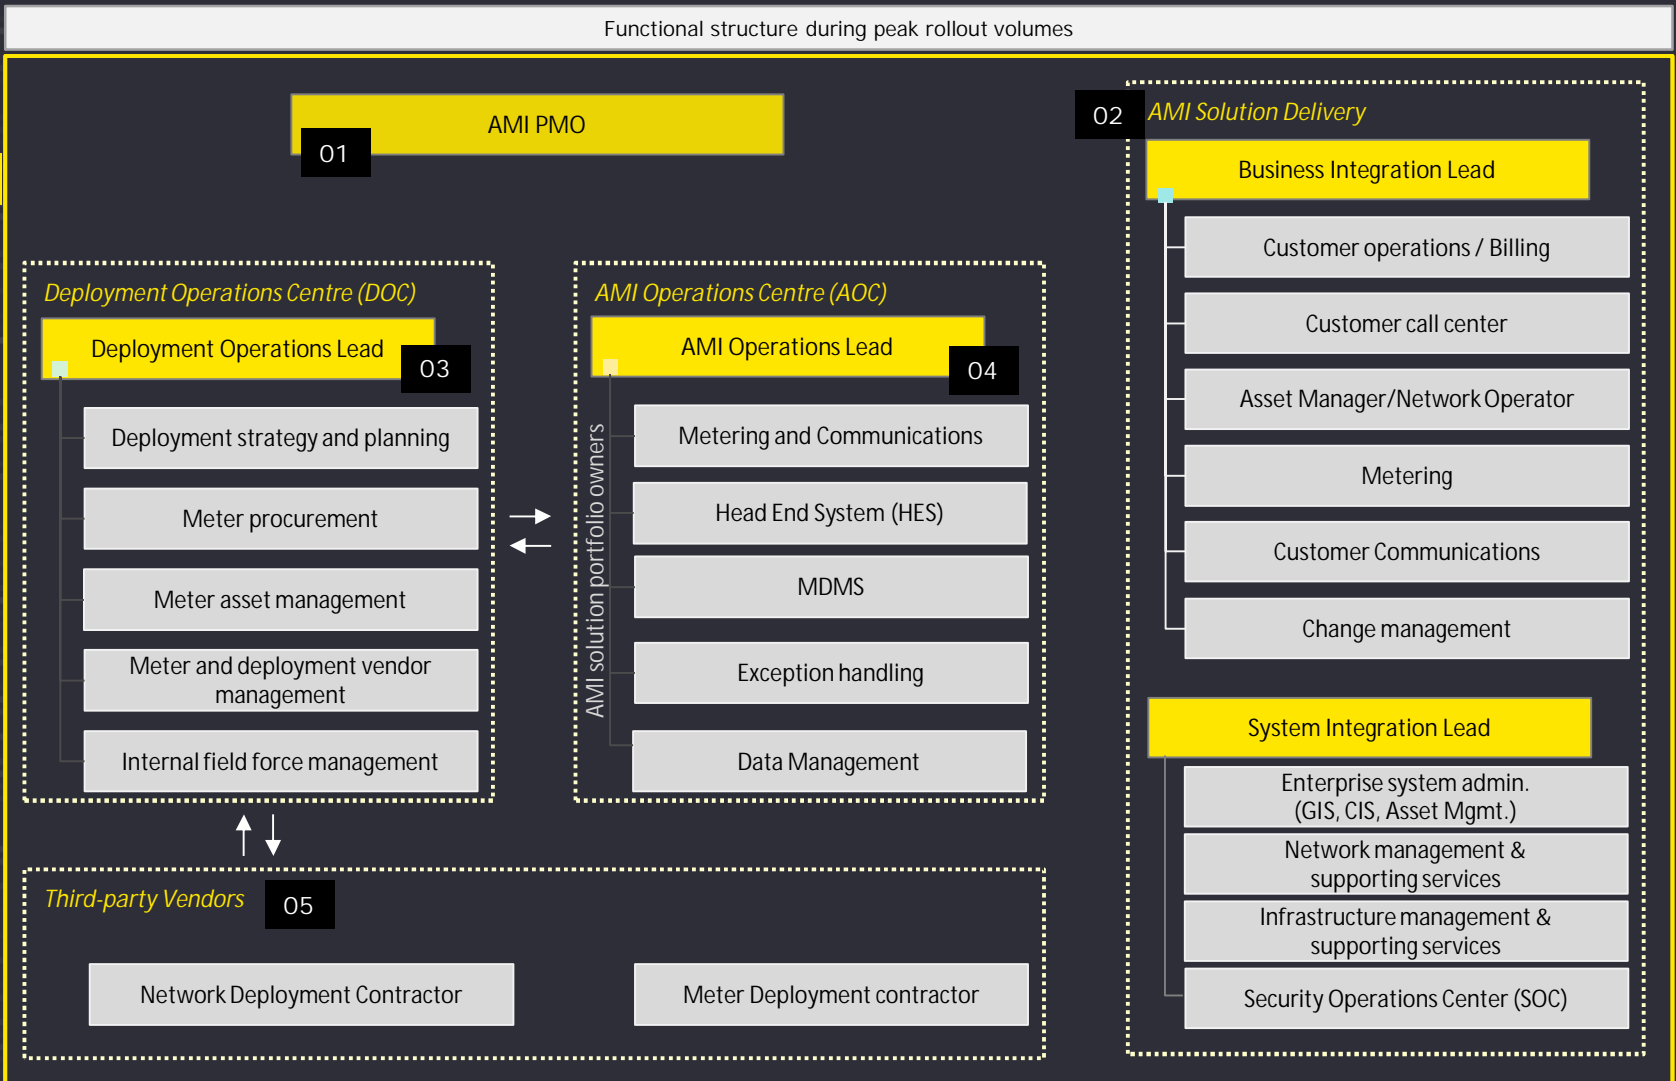 Functional structure during peak rollout volumes
AMI PMO
01
02
AMI Solution Delivery
Business Integration Lead
Customer operations / Billing
Customer call center
Asset Manager/Network Operator
Metering
Customer Communications
Change management
System Integration Lead
Enterprise system admin.
(GIS, CIS, Asset Mgmt.)
Network management &
supporting services
Infrastructure management &
supporting services
Security Operations Center (SOC)
Deployment Operations Centre (DOC)
Deployment Operations Lead
03
Deployment strategy and planning
Meter procurement
Meter asset management
Meter and deployment vendor
management
Internal field force management
AMI Operations Centre (AOC)
AMI Operations Lead
04
AMI solution portfolio owners
Metering and Communications
Head End System (HES)
MDMS
Exception handling
Data Management
Third-party Vendors
05
Network Deployment Contractor
Meter Deployment contractor